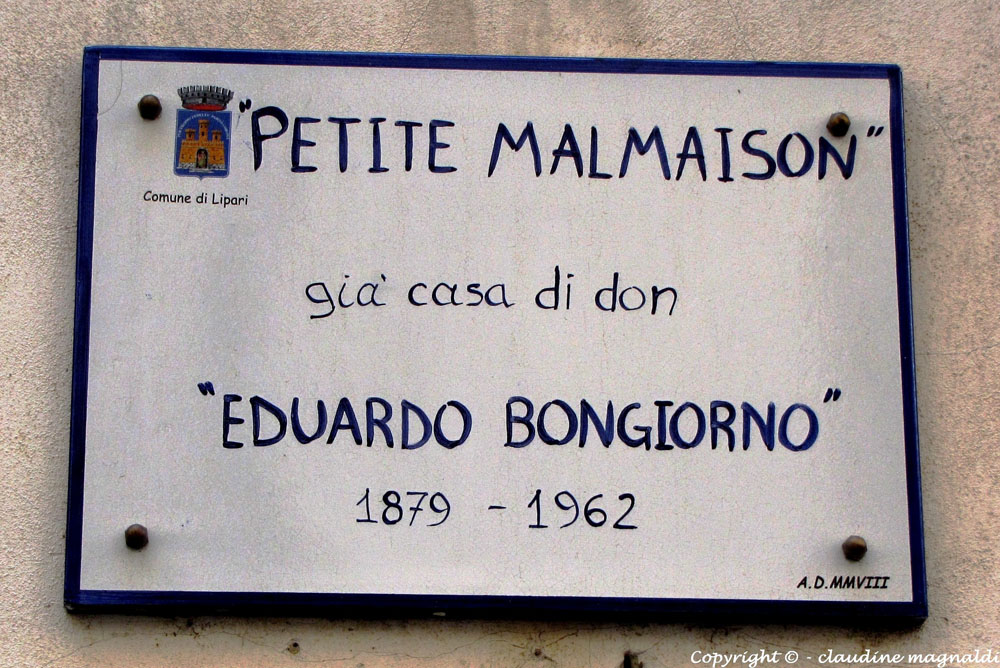 "PETITE MALMAISON"
Comune di Lipari
già casa di don
"EDUARDO BONGIORNO"
1879 - 1962
A.D.MMVIII
Copyright © - claudine magnaldi